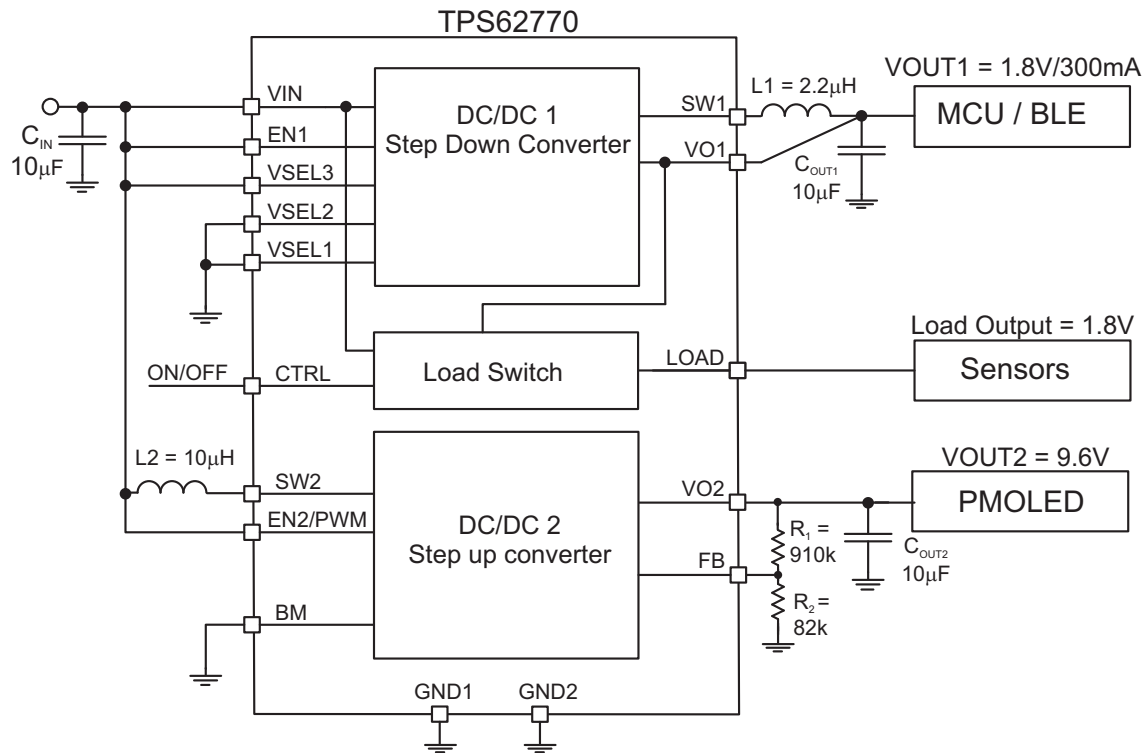 TPS62770
VIN
EN1
VSEL3
VSEL2
VSEL1
C_IN
10μF
DC/DC 1
Step Down Converter
SW1
VO1
L1 = 2.2μH
C_OUT1
10μF
VOUT1 = 1.8V/300mA
MCU / BLE
ON/OFF
CTRL
Load Switch
LOAD
Load Output = 1.8V
Sensors
L2 = 10μH
SW2
EN2/PWM
BM
DC/DC 2
Step up converter
VO2
FB
R_1 =
910k
R_2 =
82k
C_OUT2
10μF
VOUT2 = 9.6V
PMOLED
GND1
GND2